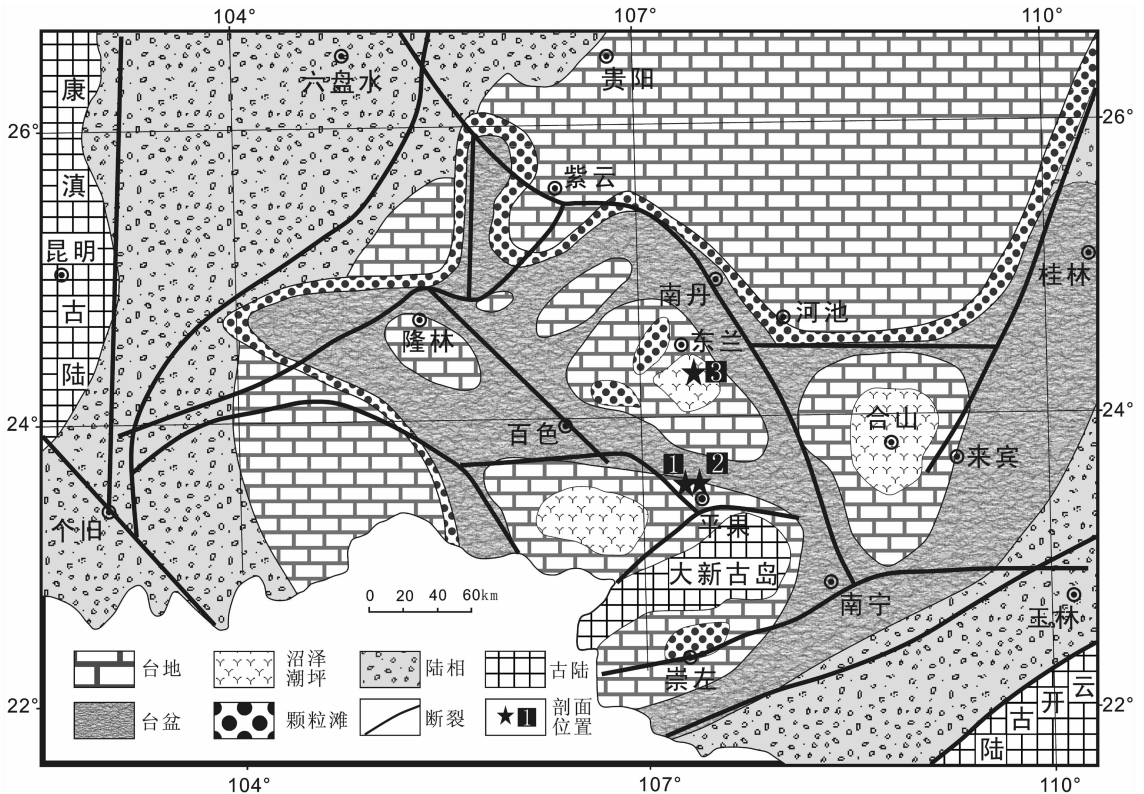 104° 107° 110°
六盘水
贵阳
康
26° 26°
紫云
滇
昆明
桂林
古
南丹
河池
隆林
东兰
3
陆
24° 24°
合山
百色
来宾
1 2
个旧
平果
大新古岛
0 20 40 60km
南宁
玉林
台地
沼泽
潮坪
陆相
古陆
崇左
云
开
古
陆
22° 22°
台盆
颗粒滩
断裂
1
剖面
位置
104° 107° 110°